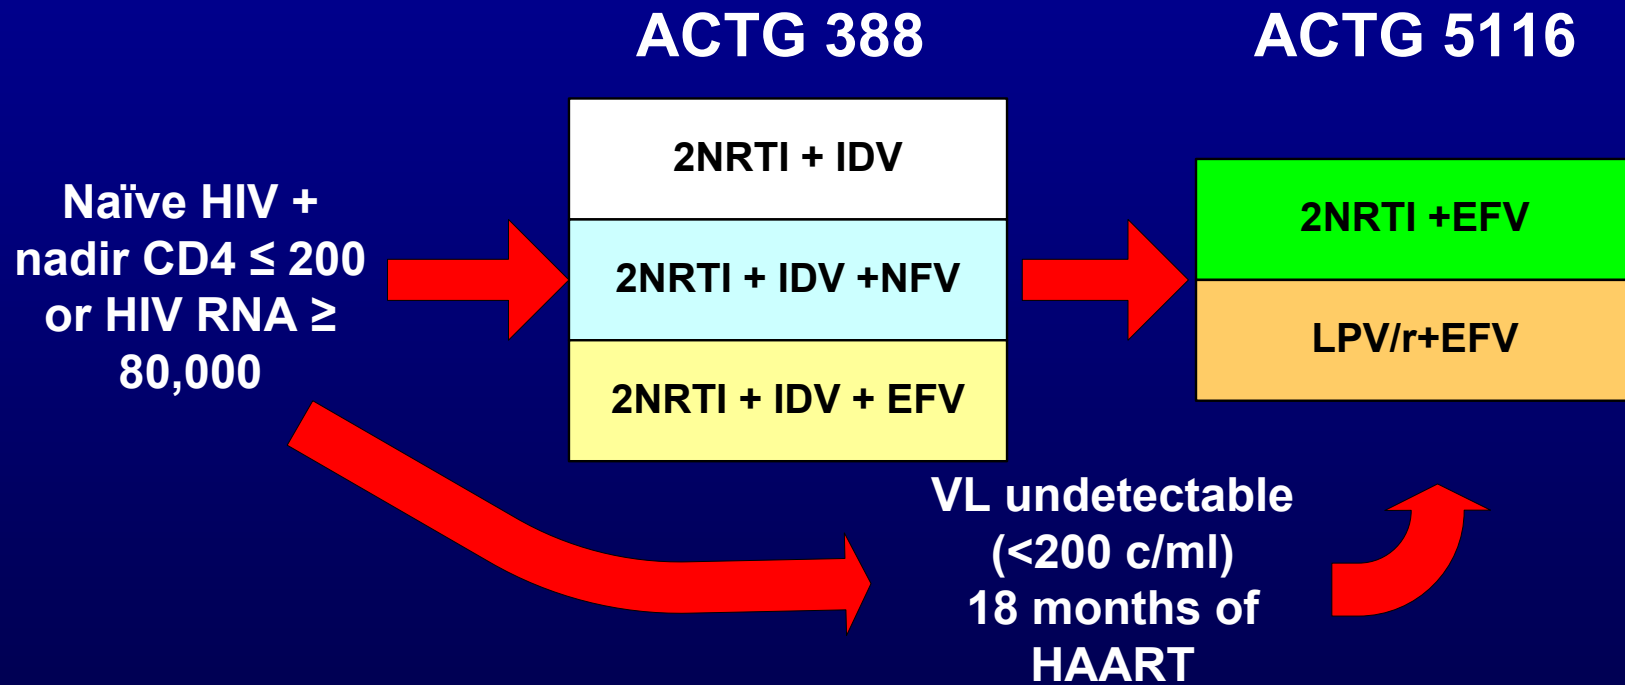 ACTG 388
ACTG 5116
Naïve HIV +
nadir CD4 ≤ 200
or HIV RNA ≥
80,000
2NRTI + IDV
2NRTI + IDV +NFV
2NRTI + IDV + EFV
2NRTI +EFV
LPV/r+EFV
VL undetectable
(<200 c/ml)
18 months of
HAART